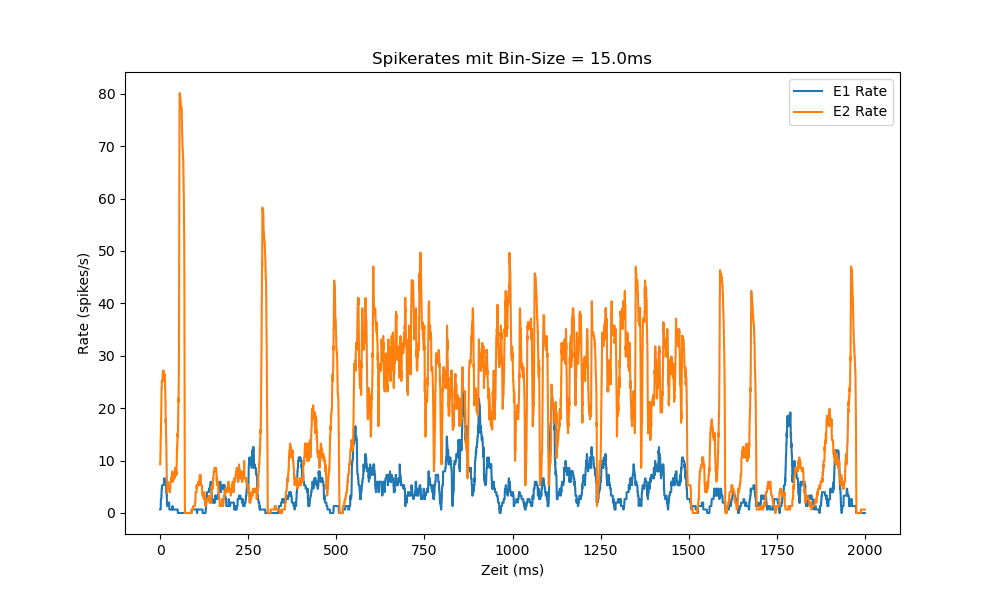 Spikerates mit Bin-Size = 15.0ms
E1 Rate
E2 Rate
80
70
60
50
40
30
20
10
0
Rate (spikes/s)
0 250 500 750 1000 1250 1500 1750 2000
Zeit (ms)